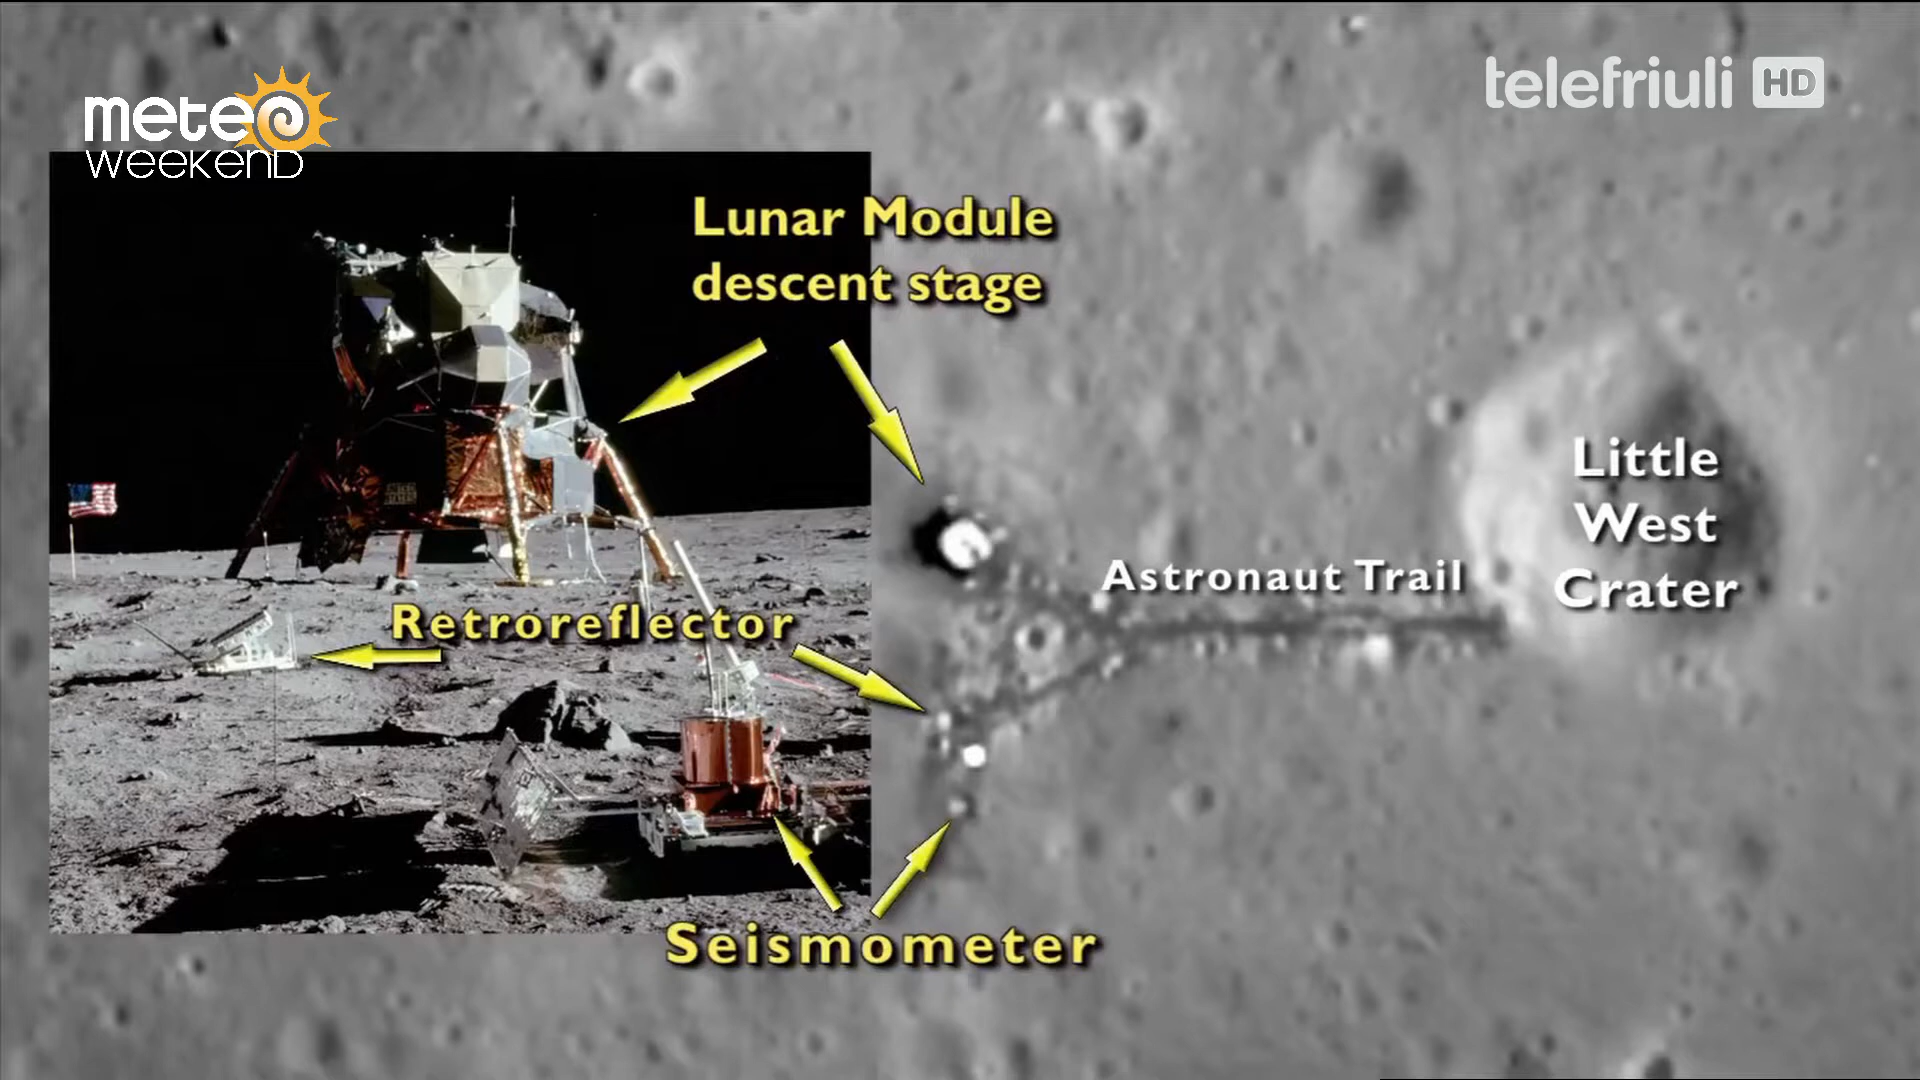 meteo
weekend
telefriuli HD
Lunar Module
descent stage
Retroreflector
Seismometer
Astronaut Trail
Little
West
Crater